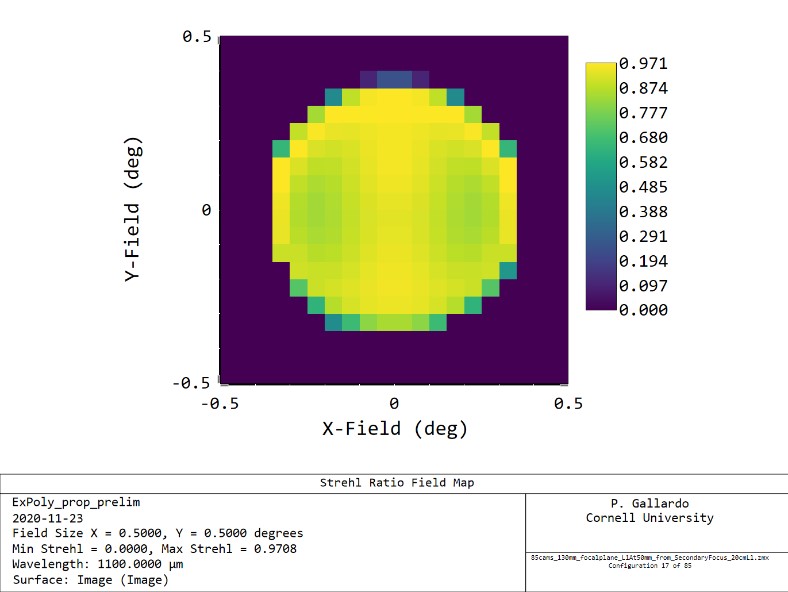 0.5
0
-0.5
Y-Field (deg)
-0.5 0 0.5
X-Field (deg)
0.971
0.874
0.777
0.680
0.582
0.485
0.388
0.291
0.194
0.097
0.000
Strehl Ratio Field Map
ExPoly_prop_prelim
2020-11-23
Field Size X = 0.5000, Y = 0.5000 degrees
Min Strehl = 0.0000, Max Strehl = 0.9708
Wavelength: 1100.0000 µm
Surface: Image (Image)
P. Gallardo
Cornell University
85cams_130mm_focalplane_L1At50mm_from_SecondaryFocus_20cmL1.zmx
Configuration 17 of 85